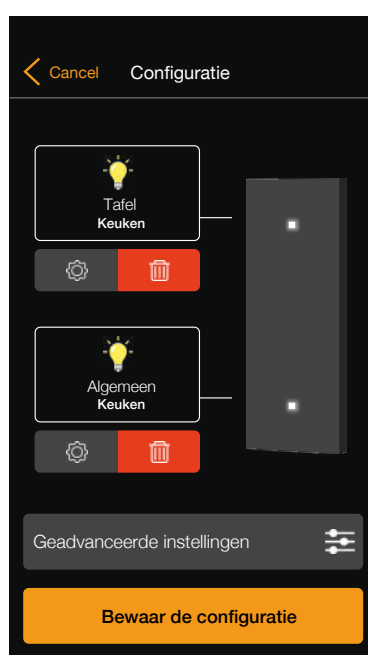 Cancel Configuratie
Tafel
Keuken
Algemeen
Keuken
Geadvanceerde instellingen
Bewaar de configuratie